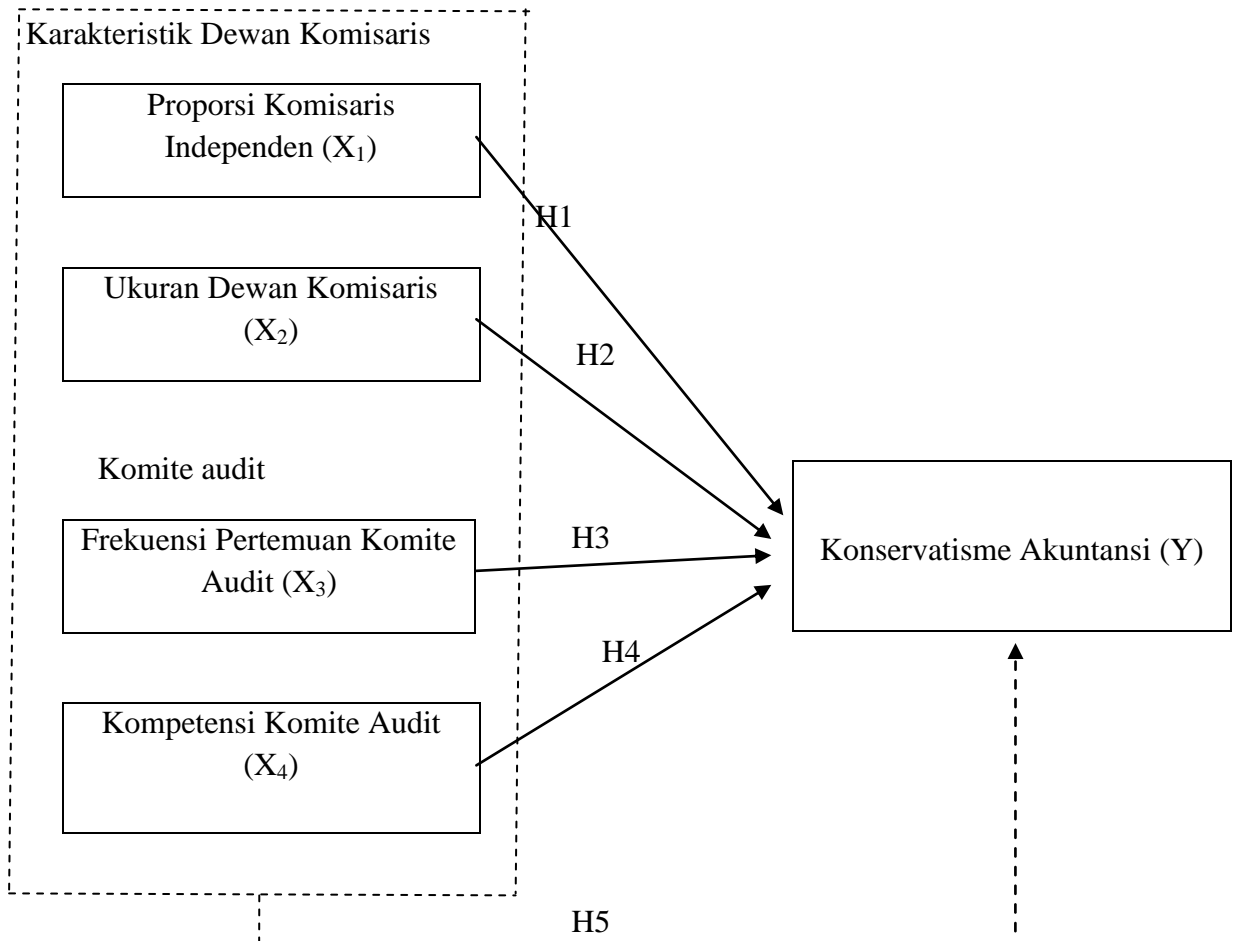 Karakteristik Dewan Komisaris
Proporsi Komisaris
Independen (X₁)
H1
Ukuran Dewan Komisaris
(X₂)
H2
Komite audit
Frekuensi Pertemuan Komite
Audit (X₃)
H3
Konservatisme Akuntansi (Y)
H4
Kompetensi Komite Audit
(X₄)
H5